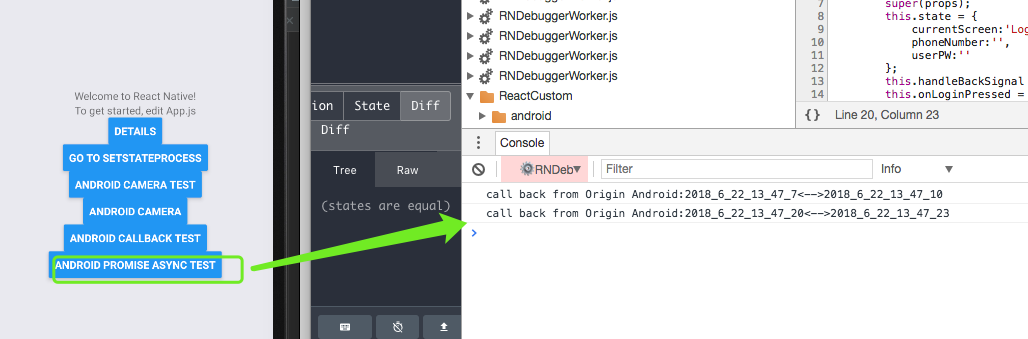 Welcome to React Native!
To get started, edit App.js
DETAILS
GO TO SETSTATEPROCESS
ANDROID CAMERA TEST
ANDROID CAMERA
ANDROID CALLBACK TEST
ANDROID PROMISE ASYNC TEST
ion
State
Diff
Diff
Tree
Raw
(states are equal)
RNDebuggerWorker.js
RNDebuggerWorker.js
RNDebuggerWorker.js
RNDebuggerWorker.js
ReactCustom
android
7 super(props);
8 this.state = {
9 currentScreen:'Log
10 phoneNumber:'',
11 userPW:''
12 };
13 this.handleBackSignal
14 this.onLoginPressed =
{} Line 20, Column 23
Console
RNDeb▼
Filter
Info ▼
call back from Origin Android:2018_6_22_13_47_7<-->2018_6_22_13_47_10
call back from Origin Android:2018_6_22_13_47_20<-->2018_6_22_13_47_23
>